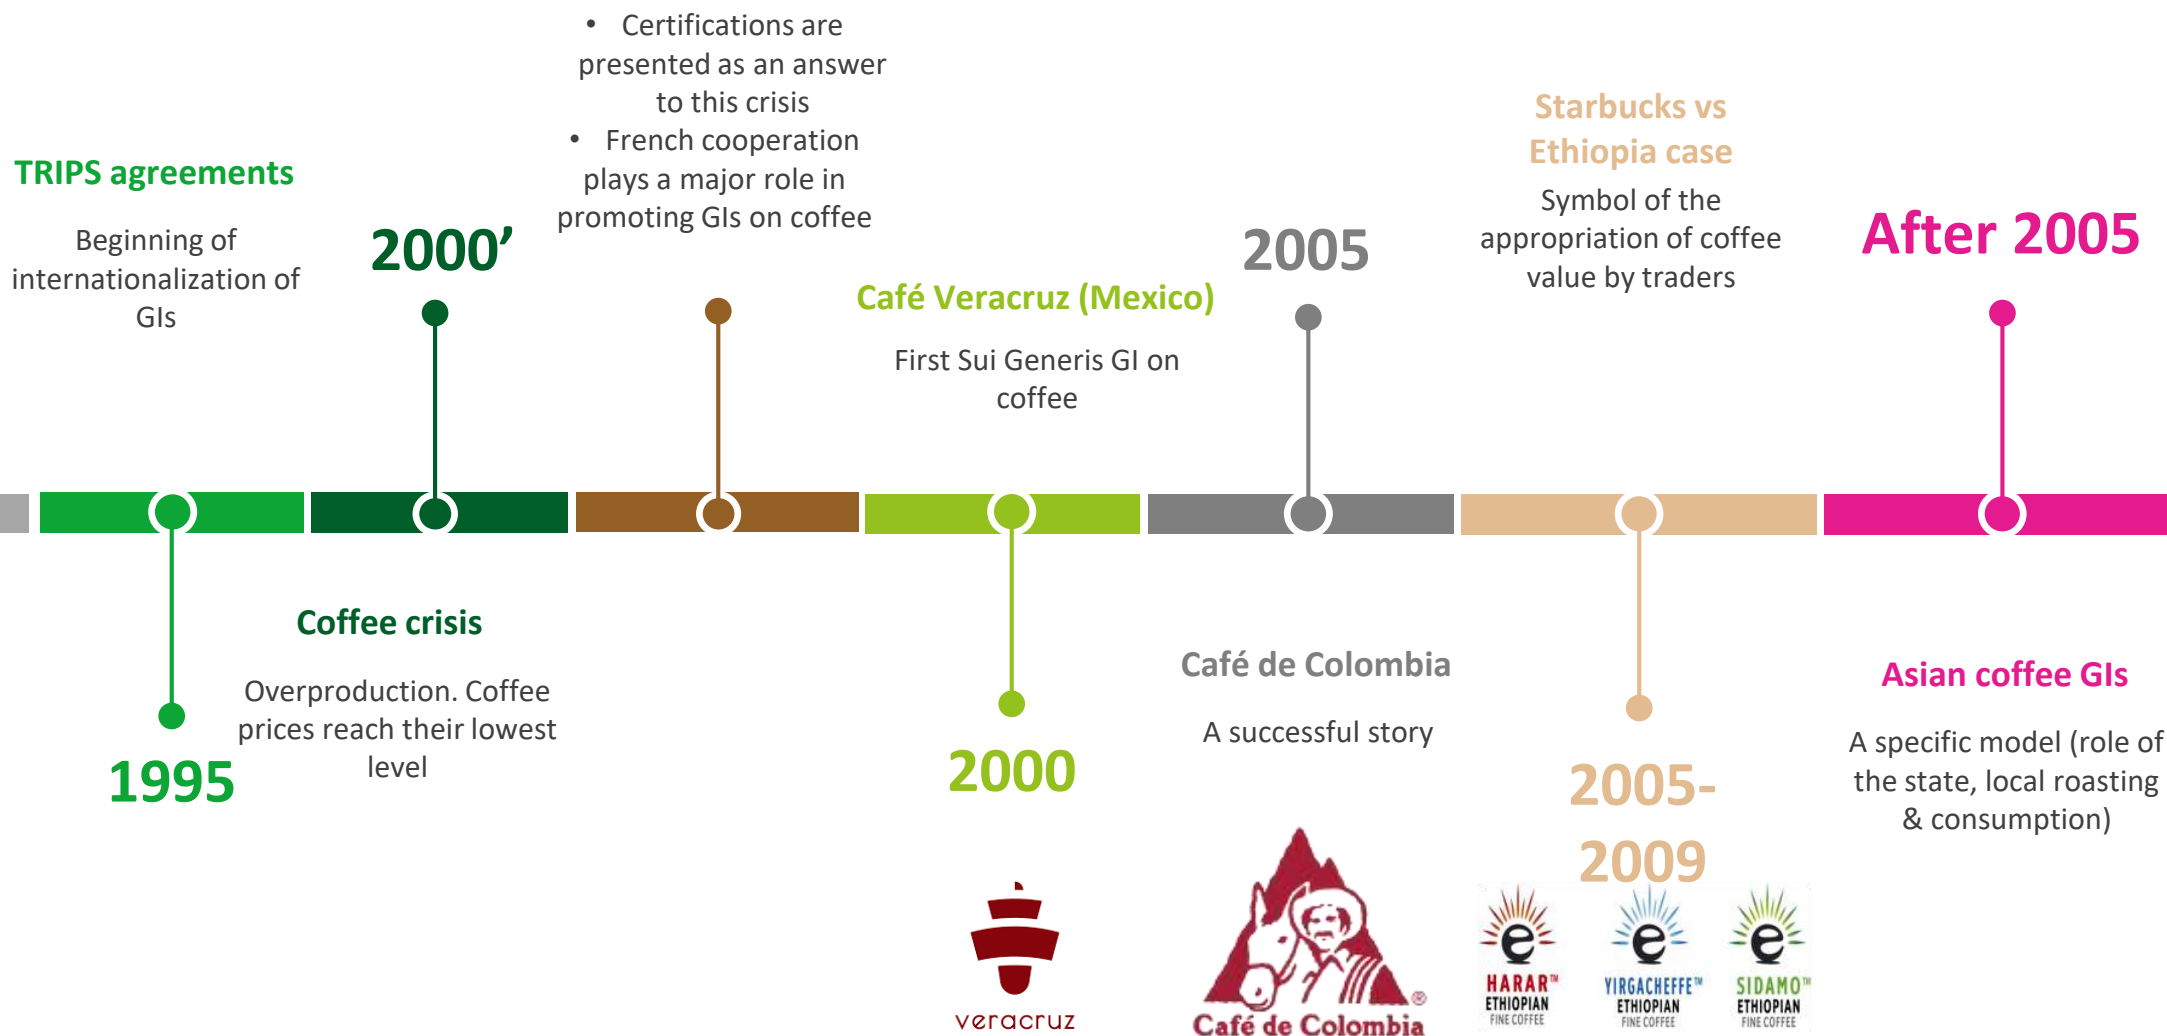 TRIPS agreements
Beginning of
internationalization of
GIs
1995
2000’
Coffee crisis
Overproduction. Coffee
prices reach their lowest
level
• Certifications are
presented as an answer
to this crisis
• French cooperation
plays a major role in
promoting GIs on coffee
Café Veracruz (Mexico)
First Sui Generis GI on
coffee
2000
veracruz
2005
Café de Colombia
A successful story
®
Café de Colombia
Starbucks vs
Ethiopia case
Symbol of the
appropriation of coffee
value by traders
2005-
2009
e
HARAR™
ETHIOPIAN
FINE COFFEE
e
YIRGACHEFFE™
ETHIOPIAN
FINE COFFEE
e
SIDAMO™
ETHIOPIAN
FINE COFFEE
After 2005
Asian coffee GIs
A specific model (role of
the state, local roasting
& consumption)